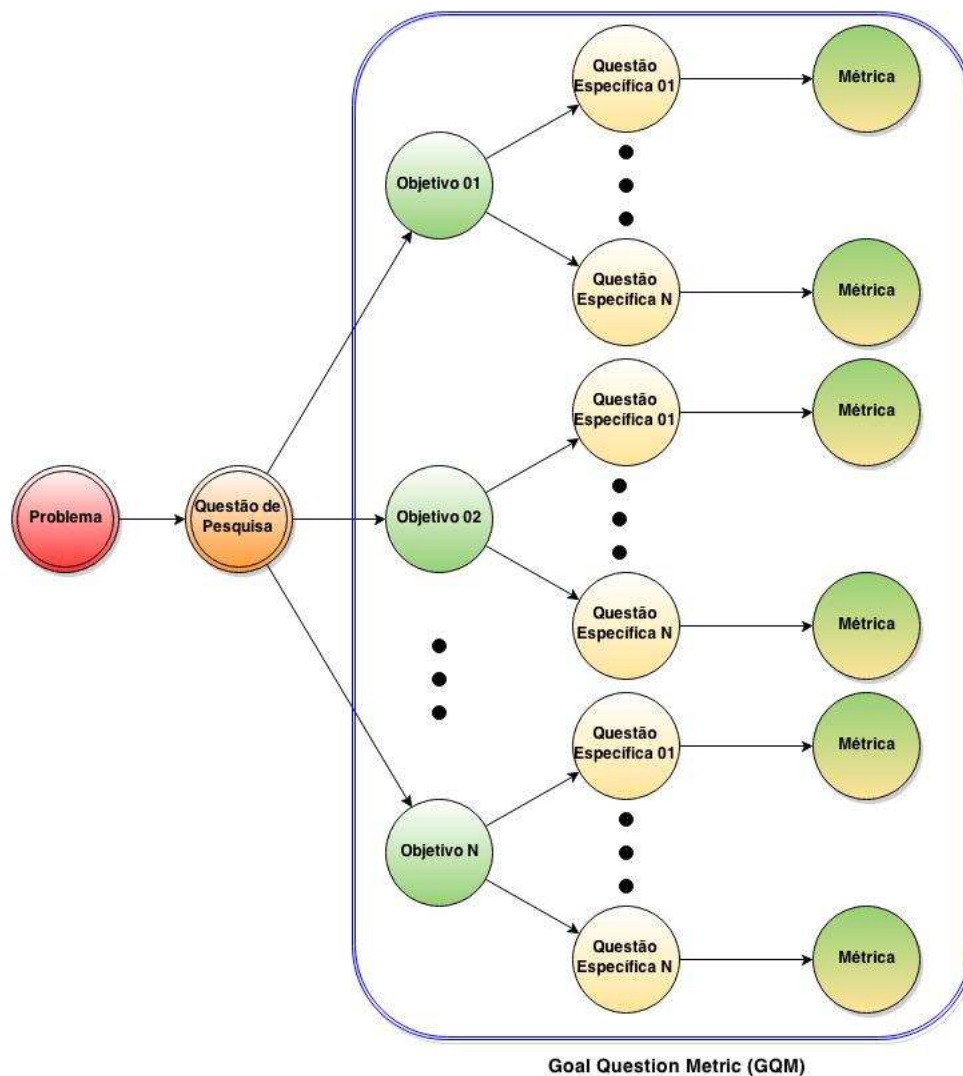 Problema
Questão de
Pesquisa
Objetivo 01
Questão
Específica 01
Métrica
Questão
Específica N
Métrica
Objetivo 02
Questão
Específica 01
Métrica
Questão
Específica N
Métrica
Objetivo N
Questão
Específica 01
Métrica
Questão
Específica N
Métrica
Goal Question Metric (GQM)